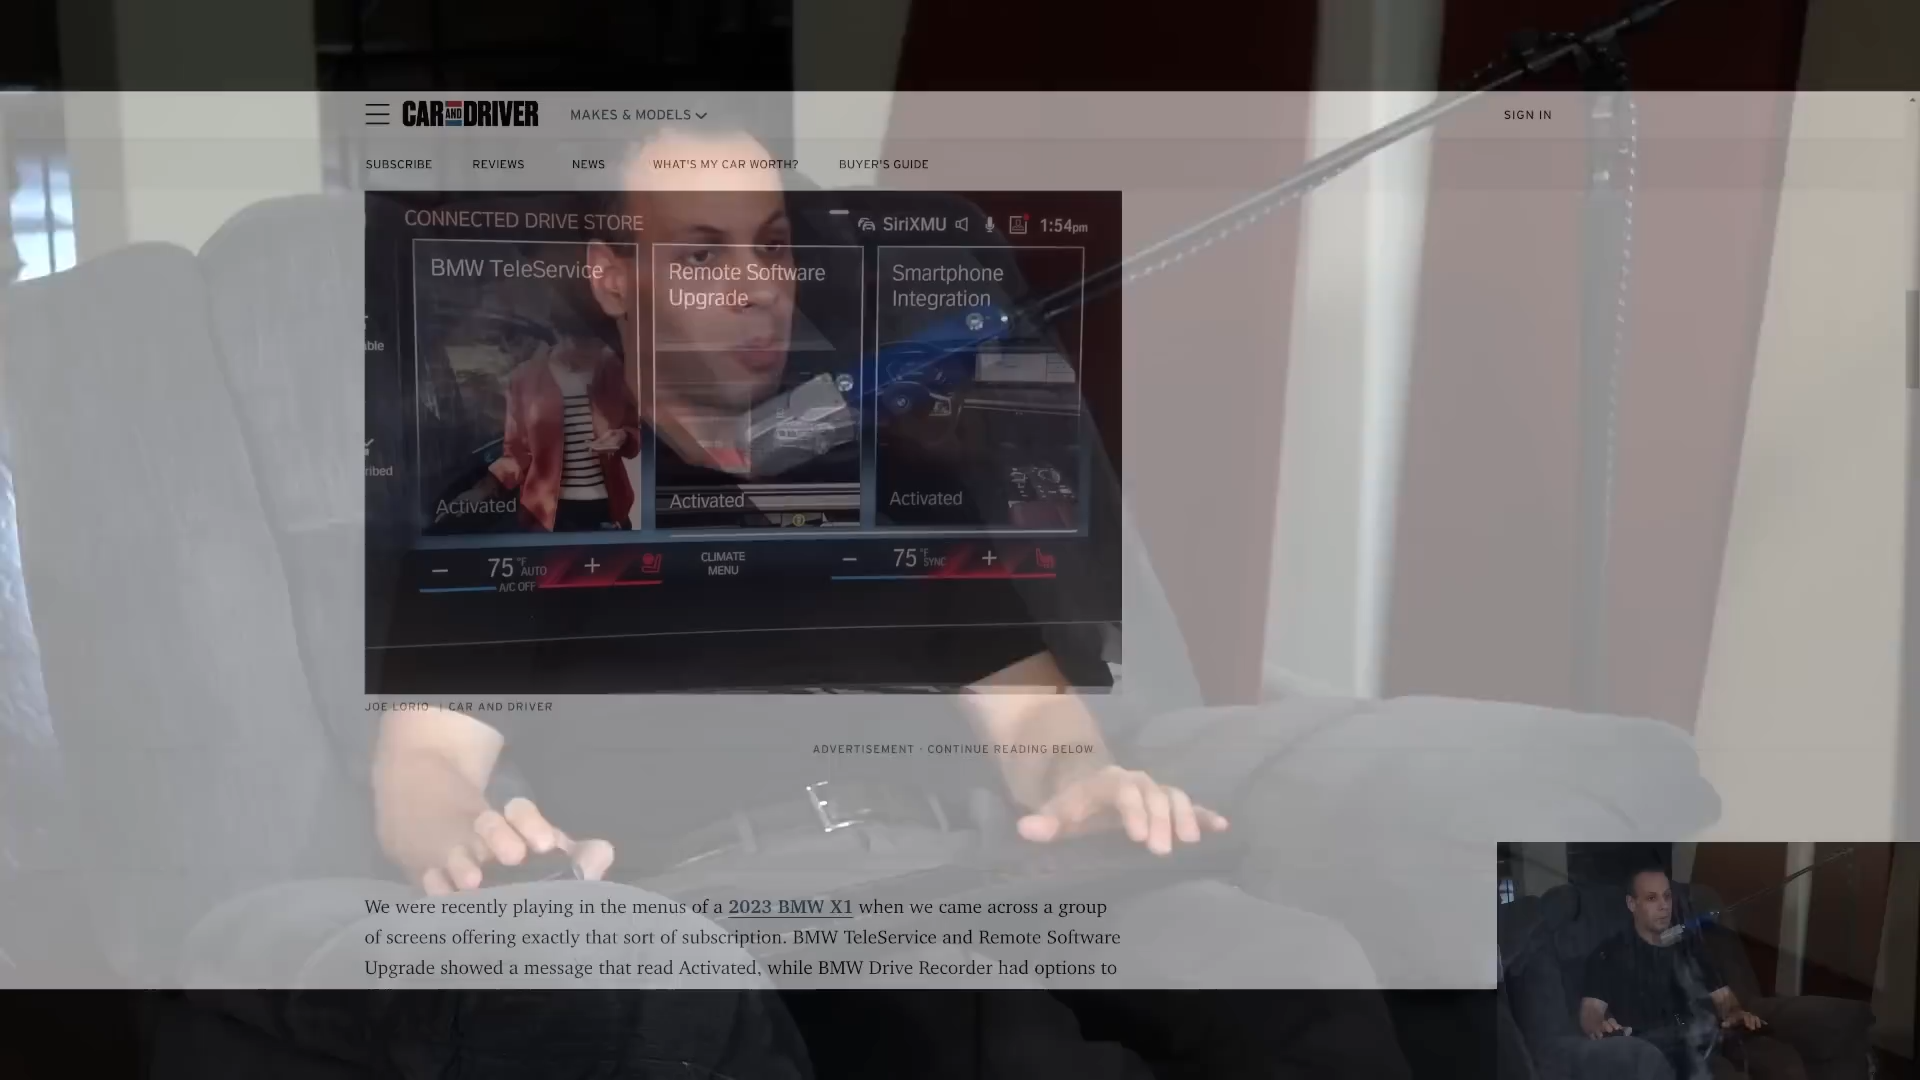 CAR AND DRIVER
MAKES & MODELS
SIGN IN
SUBSCRIBE
REVIEWS
NEWS
WHAT'S MY CAR WORTH?
BUYER'S GUIDE
CONNECTED DRIVE STORE
SiriXMU
1:54pm
BMW TeleService
Remote Software
Upgrade
Smartphone
Integration
able
ribed
Activated
Activated
Activated
75°F AUTO
A/C OFF
CLIMATE
MENU
75°F SYNC
JOE LORIO | CAR AND DRIVER
ADVERTISEMENT - CONTINUE READING BELOW
We were recently playing in the menus of a 2023 BMW X1 when we came across a group
of screens offering exactly that sort of subscription. BMW TeleService and Remote Software
Upgrade showed a message that read Activated, while BMW Drive Recorder had options to